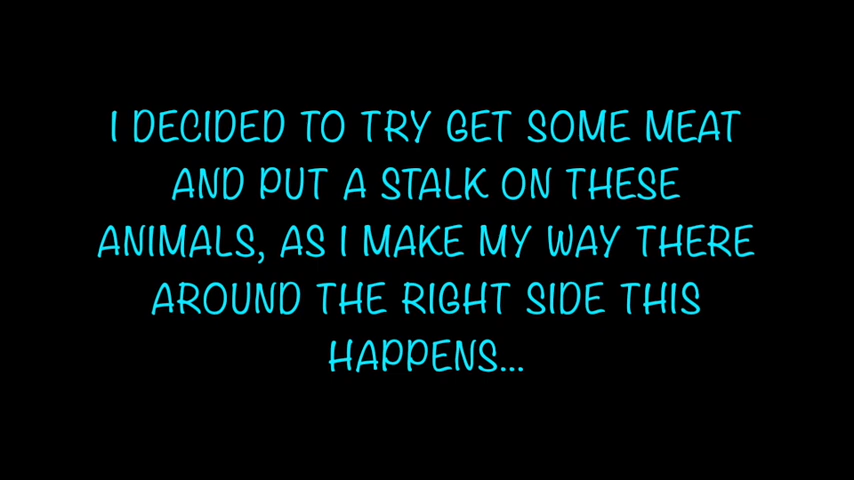 I DECIDED TO TRY GET SOME MEAT
AND PUT A STALK ON THESE
ANIMALS, AS I MAKE MY WAY THERE
AROUND THE RIGHT SIDE THIS
HAPPENS...